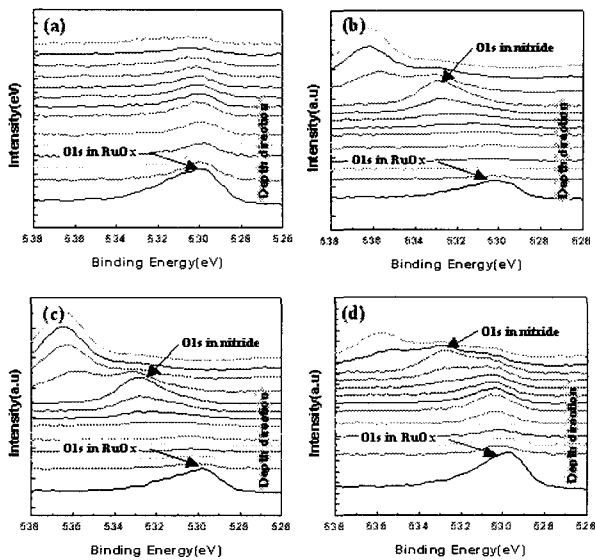 (a)
Intensity(eV)
O1s in RuOx
Depth direction
538 536 534 532 530 528 526
Binding Energy(eV)
(b)
Intensity(a.u)
O1s in nitride
O1s in RuOx
Depth direction
538 536 534 532 530 528 526
Binding Energy(eV)
(c)
Intensity(a.u)
O1s in nitride
O1s in RuOx
Depth direction
538 536 534 532 530 528 526
Binding Energy(eV)
(d)
Intensity(a.u)
O1s in nitride
O1s in RuOx
Depth direction
538 536 534 532 530 528 526
Binding Energy(eV)